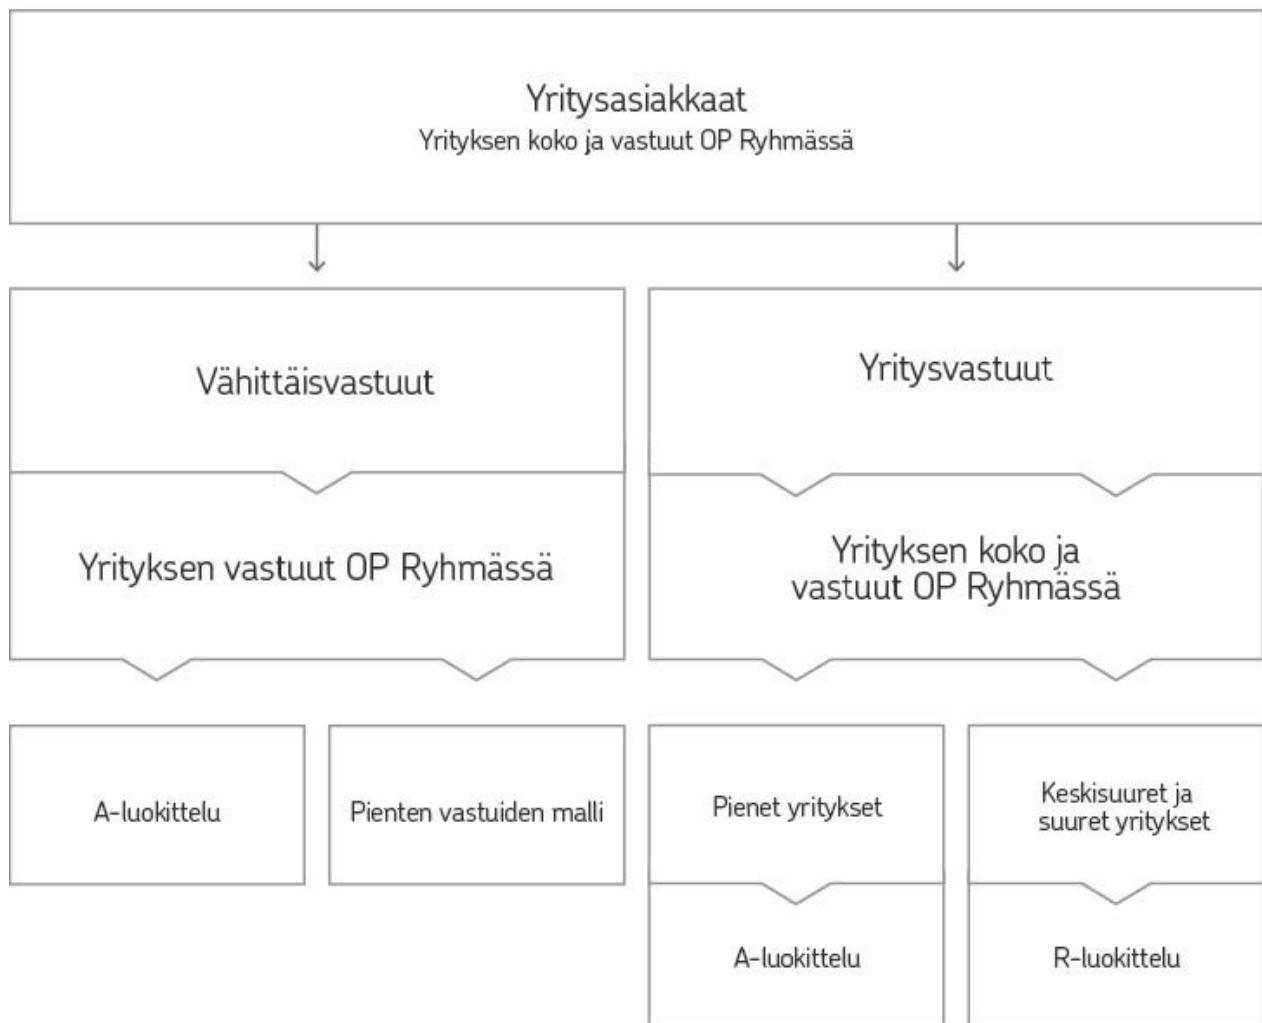 Yritysasiakkaat
Yrityksen koko ja vastuut OP Ryhmässä
Vähittäisvastuut
Yritysvastuut
Yrityksen vastuut OP Ryhmässä
Yrityksen koko ja
vastuut OP Ryhmässä
A-luokittelu
Pienten vastuiden malli
Pienet yritykset
Keskisuuret ja
suuret yritykset
A-luokittelu
R-luokittelu